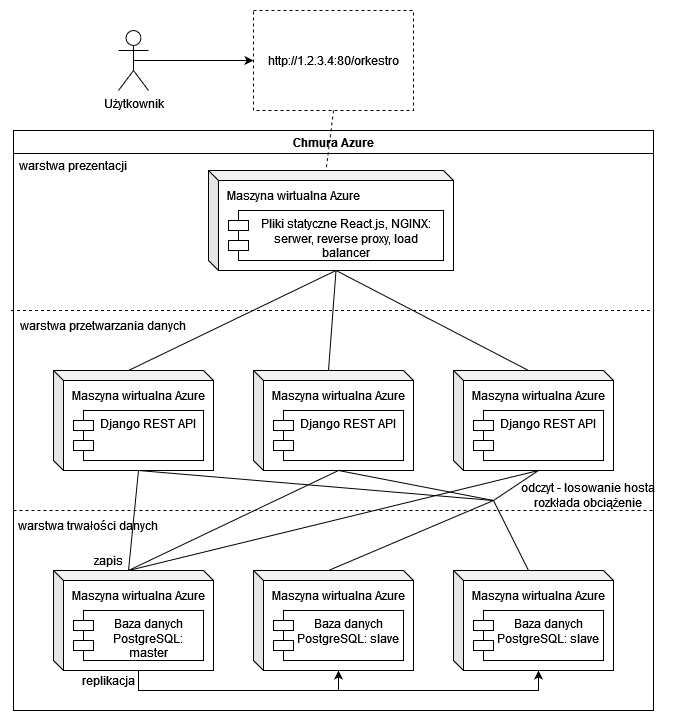 http://1.2.3.4:80/orkestro
Użytkownik
Chmura Azure
warstwa prezentacji
Maszyna wirtualna Azure
Pliki statyczne React.js, NGINX:
serwer, reverse proxy, load
balancer
warstwa przetwarzania danych
Maszyna wirtualna Azure
Django REST API
Maszyna wirtualna Azure
Django REST API
Maszyna wirtualna Azure
Django REST API
odczyt - losowanie hosta
rozkłada obciążenie
warstwa trwałości danych
zapis
Maszyna wirtualna Azure
Baza danych
PostgreSQL:
master
Maszyna wirtualna Azure
Baza danych
PostgreSQL: slave
Maszyna wirtualna Azure
Baza danych
PostgreSQL: slave
replikacja